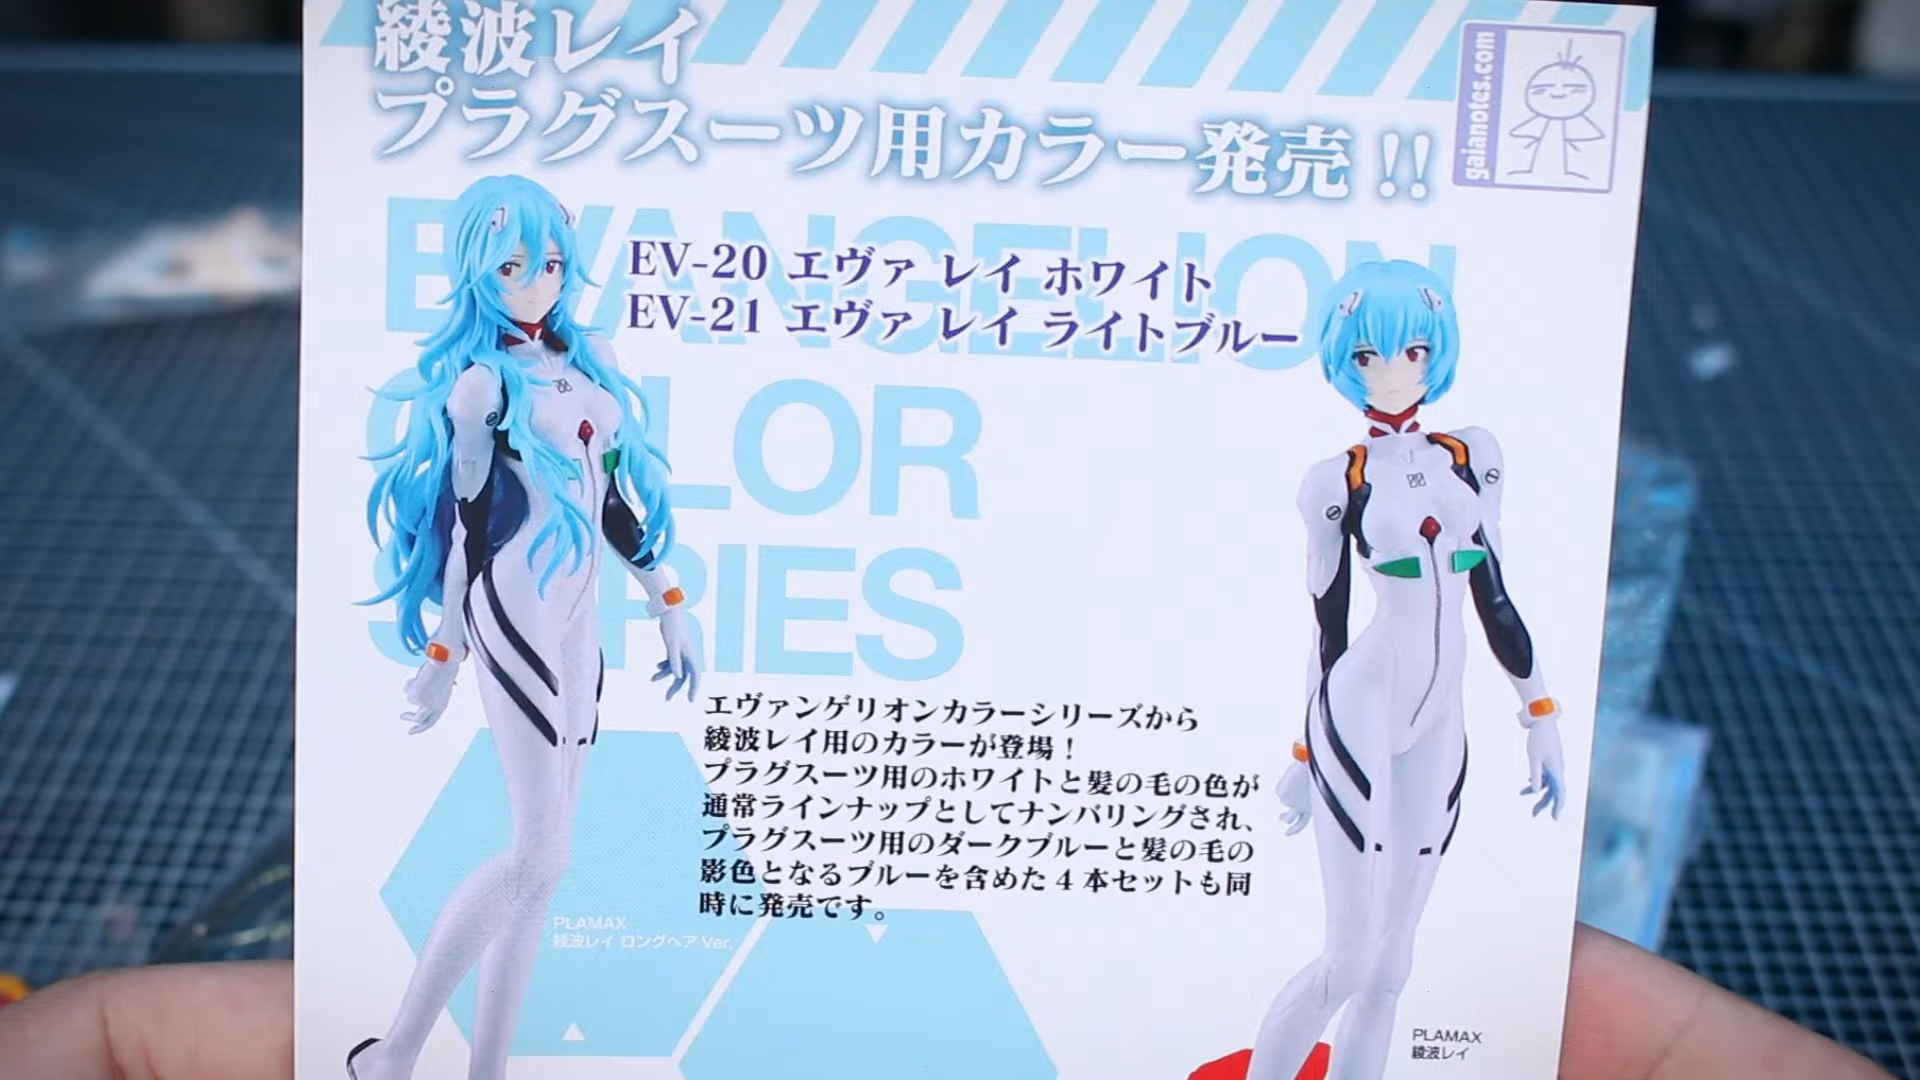 綾波レイ
プラグスーツ用カラー発売!!
gaianotes.com
EVANGELION
COLOR
SERIES
EV-20 エヴァ レイ ホワイト
EV-21 エヴァ レイ ライトブルー
エヴァンゲリオンカラーシリーズから
綾波レイ用のカラーが登場！
プラグスーツ用のホワイトと髪の毛の色が
通常ラインナップとしてナンバリングされ、
プラグスーツ用のダークブルーと髪の毛の
影色となるブルーを含めた4本セットも同
時に発売です。
PLAMAX
綾波レイ ロングヘア Ver.
PLAMAX
綾波レイ